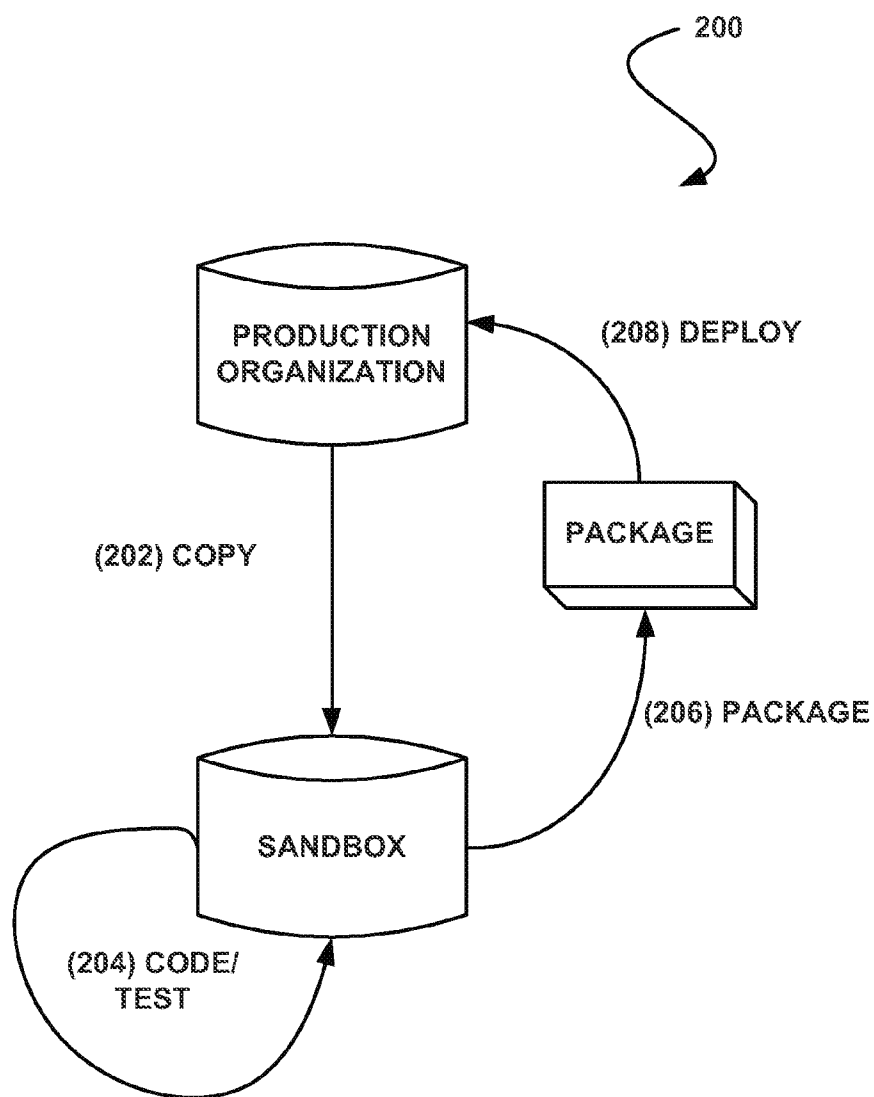 200
PRODUCTION
ORGANIZATION
(208) DEPLOY
PACKAGE
(202) COPY
(206) PACKAGE
SANDBOX
(204) CODE/
TEST